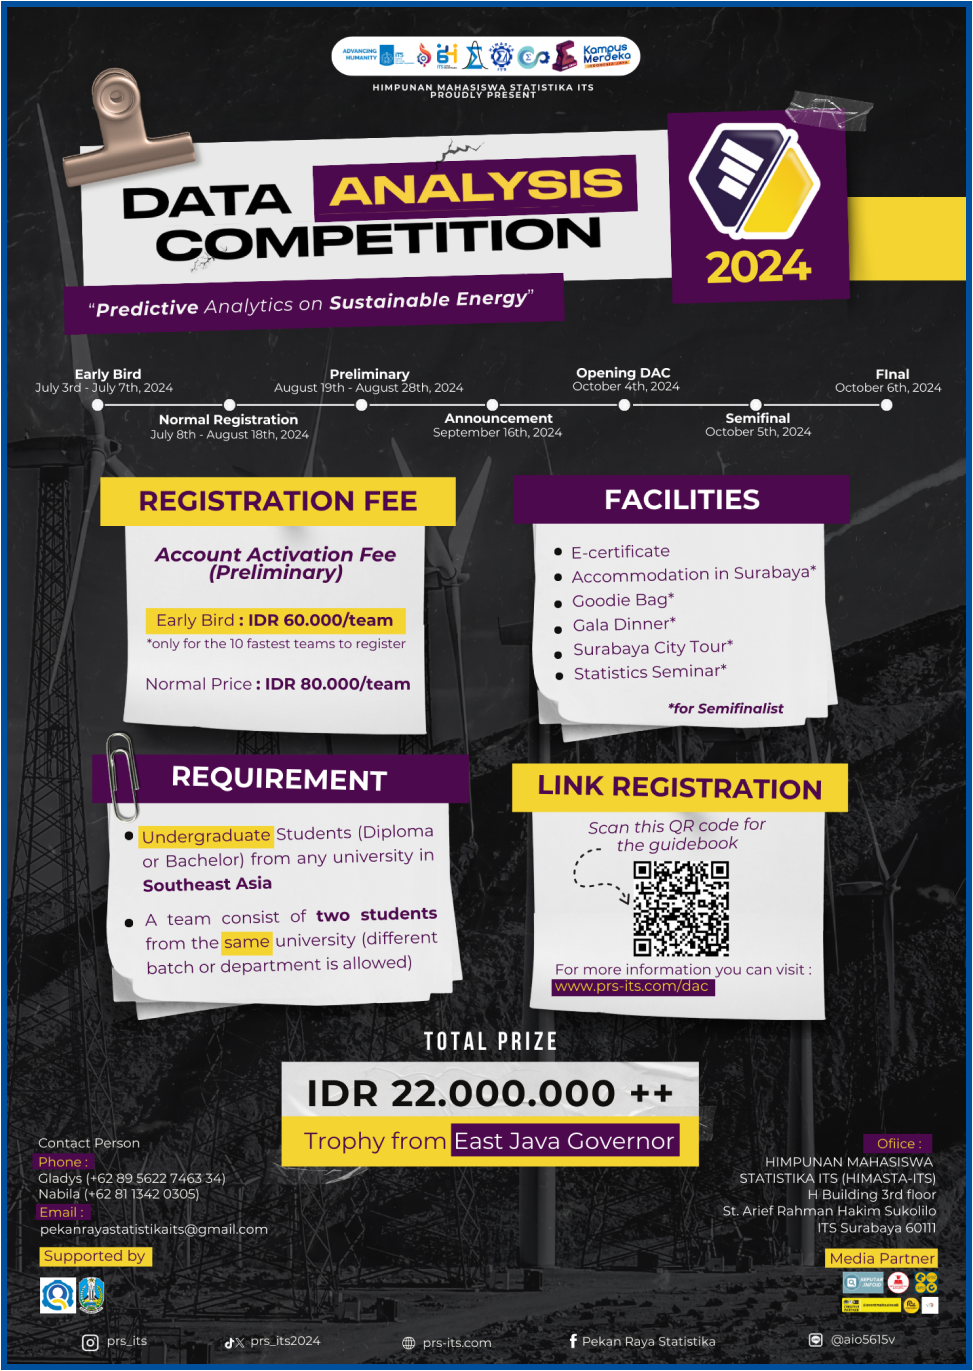 ADVANCING
HUMANITY
ITS
Kampus
Merdeka
HIMPUNAN MAHASISWA STATISTIKA ITS
PROUDLY PRESENT
DATA ANALYSIS
COMPETITION
2024
“Predictive Analytics on Sustainable Energy”
Early Bird
July 3rd - July 7th, 2024
Normal Registration
July 8th - August 18th, 2024
Preliminary
August 19th - August 28th, 2024
Announcement
September 16th, 2024
Opening DAC
October 4th, 2024
Semifinal
October 5th, 2024
FInal
October 6th, 2024
REGISTRATION FEE
Account Activation Fee
(Preliminary)
Early Bird : IDR 60.000/team
*only for the 10 fastest teams to register
Normal Price : IDR 80.000/team
FACILITIES
• E-certificate
• Accommodation in Surabaya*
• Goodie Bag*
• Gala Dinner*
• Surabaya City Tour*
• Statistics Seminar*
*for Semifinalist
REQUIREMENT
• Undergraduate Students (Diploma
or Bachelor) from any university in
Southeast Asia
• A team consist of two students
from the same university (different
batch or department is allowed)
LINK REGISTRATION
Scan this QR code for
the guidebook
For more information you can visit :
www.prs-its.com/dac
TOTAL PRIZE
IDR 22.000.000 ++
Trophy from East Java Governor
Contact Person
Phone :
Gladys (+62 89 5622 7463 34)
Nabila (+62 81 1342 0305)
Email :
pekanrayastatistikaits@gmail.com
Supported by
Ofiice :
HIMPUNAN MAHASISWA
STATISTIKA ITS (HIMASTA-ITS)
H Building 3rd floor
St. Arief Rahman Hakim Sukolilo
ITS Surabaya 60111
Media Partner
SEPUTAR
INFOID
prs_its
prs_its2024
prs-its.com
Pekan Raya Statistika
@aio5615v